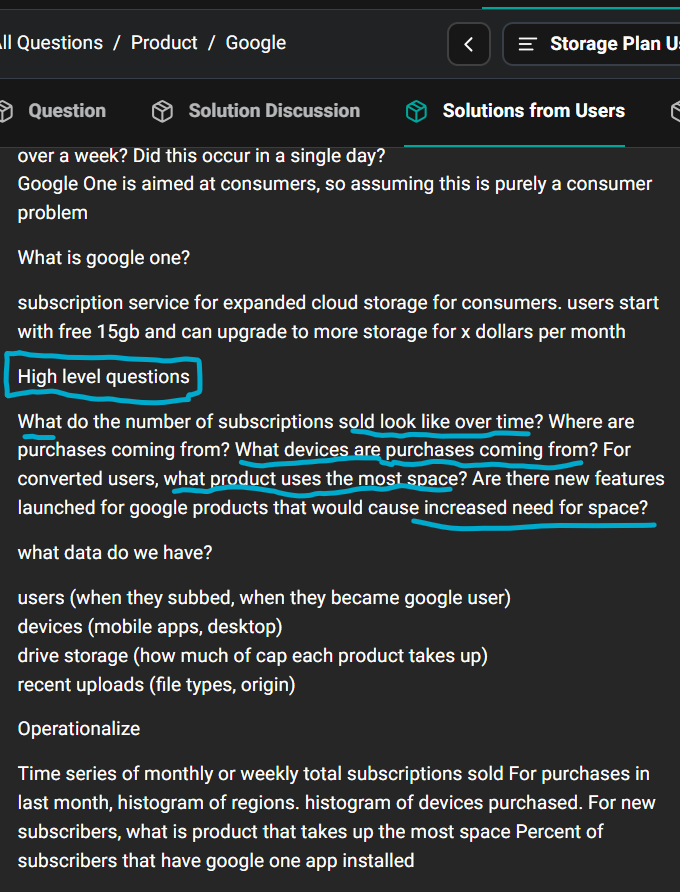 ll Questions / Product / Google
Storage Plan U
Question
Solution Discussion
Solutions from Users
over a week? Did this occur in a single day?
Google One is aimed at consumers, so assuming this is purely a consumer
problem
What is google one?
subscription service for expanded cloud storage for consumers. users start
with free 15gb and can upgrade to more storage for x dollars per month
High level questions
What do the number of subscriptions sold look like over time? Where are
purchases coming from? What devices are purchases coming from? For
converted users, what product uses the most space? Are there new features
launched for google products that would cause increased need for space?
what data do we have?
users (when they subbed, when they became google user)
devices (mobile apps, desktop)
drive storage (how much of cap each product takes up)
recent uploads (file types, origin)
Operationalize
Time series of monthly or weekly total subscriptions sold For purchases in
last month, histogram of regions. histogram of devices purchased. For new
subscribers, what is product that takes up the most space Percent of
subscribers that have google one app installed